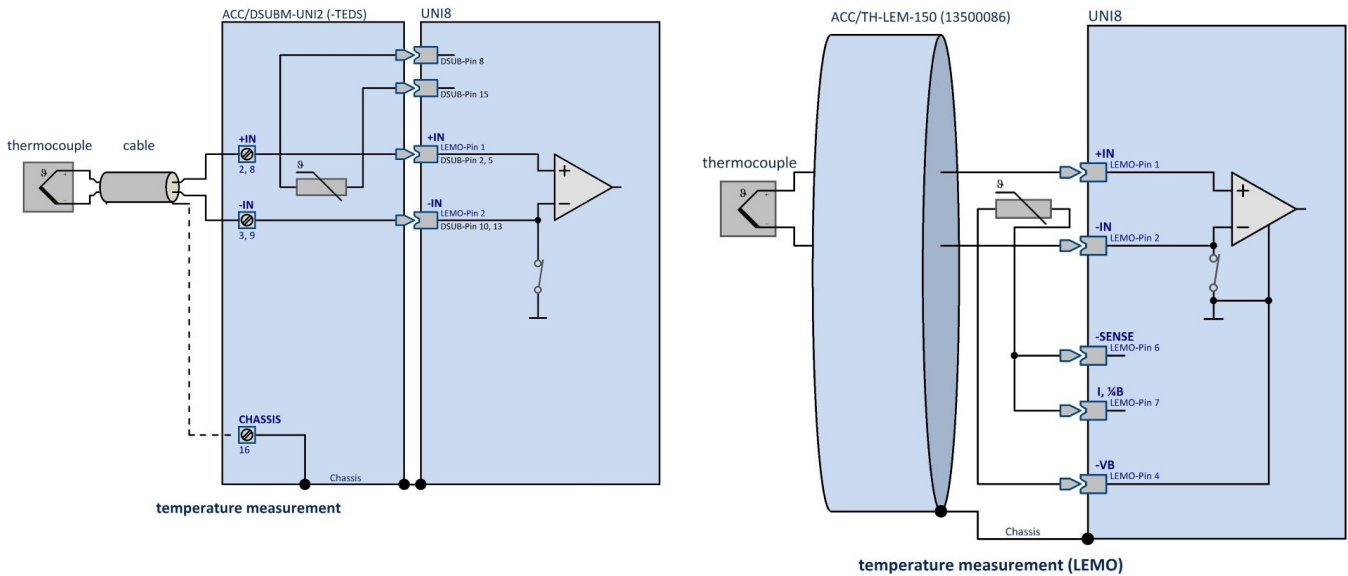 ACC/DSUBM-UNI2 (-TEDS)
UNI8
DSUB-Pin 8
DSUB-Pin 15
thermocouple
cable
+IN
2, 8
ϑ
+IN
LEMO-Pin 1
DSUB-Pin 2, 5
+
ϑ
-
+
-IN
3, 9
-IN
LEMO-Pin 2
DSUB-Pin 10, 13
−
CHASSIS
16
Chassis
temperature measurement
ACC/TH-LEM-150 (13500086)
UNI8
thermocouple
ϑ
-
+
+IN
LEMO-Pin 1
+
ϑ
-IN
LEMO-Pin 2
−
-SENSE
LEMO-Pin 6
I, ¼B
LEMO-Pin 7
-VB
LEMO-Pin 4
Chassis
temperature measurement (LEMO)